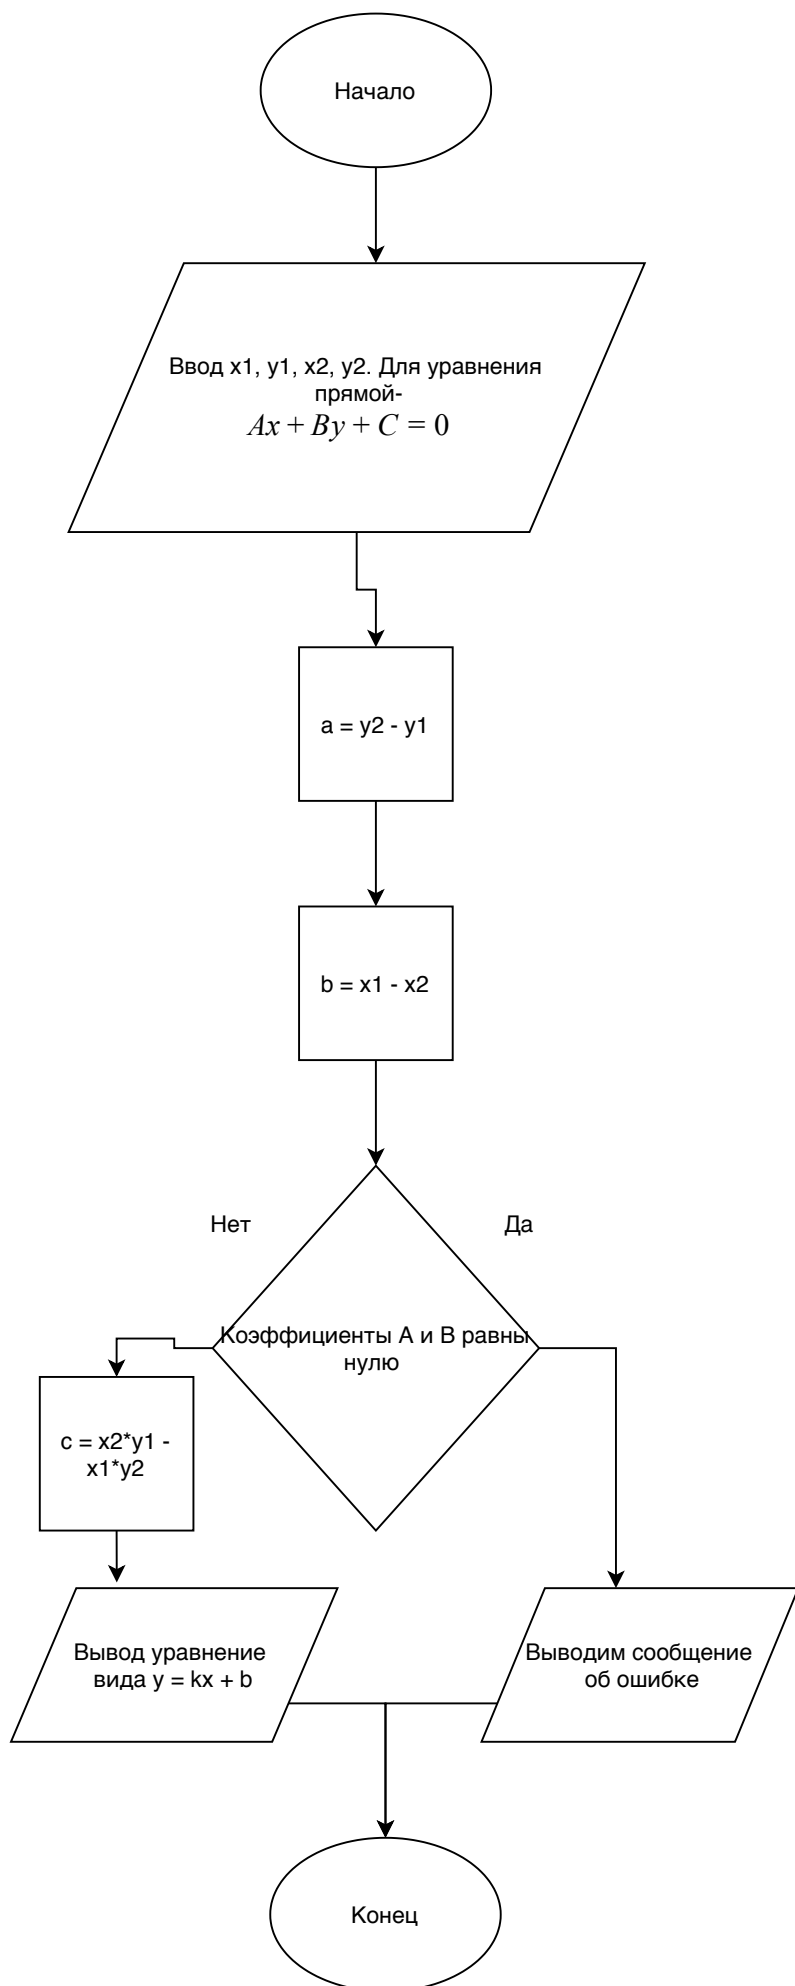 Начало
Ввод x1, y1, x2, y2. Для уравнения
прямой-
Ax + By + C = 0
a = y2 - y1
b = x1 - x2
Нет
Да
Коэффициенты A и B равны
нулю
c = x2*y1 -
x1*y2
Вывод уравнение
вида y = kx + b
Выводим сообщение
об ошибке
Конец